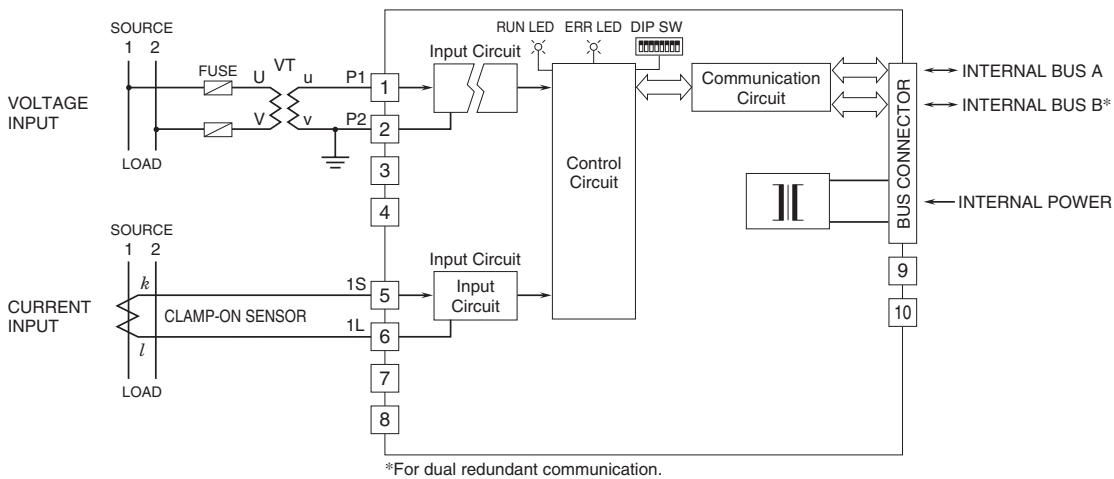 SOURCE
1 2
FUSE
U VT u
V v
P1
P2
VOLTAGE
INPUT
LOAD
1
2
3
4
Input Circuit
RUN LED ERR LED DIP SW
Control
Circuit
Communication
Circuit
BUS CONNECTOR
INTERNAL BUS A
INTERNAL BUS B*
INTERNAL POWER
9
10
SOURCE
1 2
k
l
CURRENT
INPUT
CLAMP-ON SENSOR
LOAD
1S
1L
5
6
7
8
Input Circuit
Input
Circuit
*For dual redundant communication.